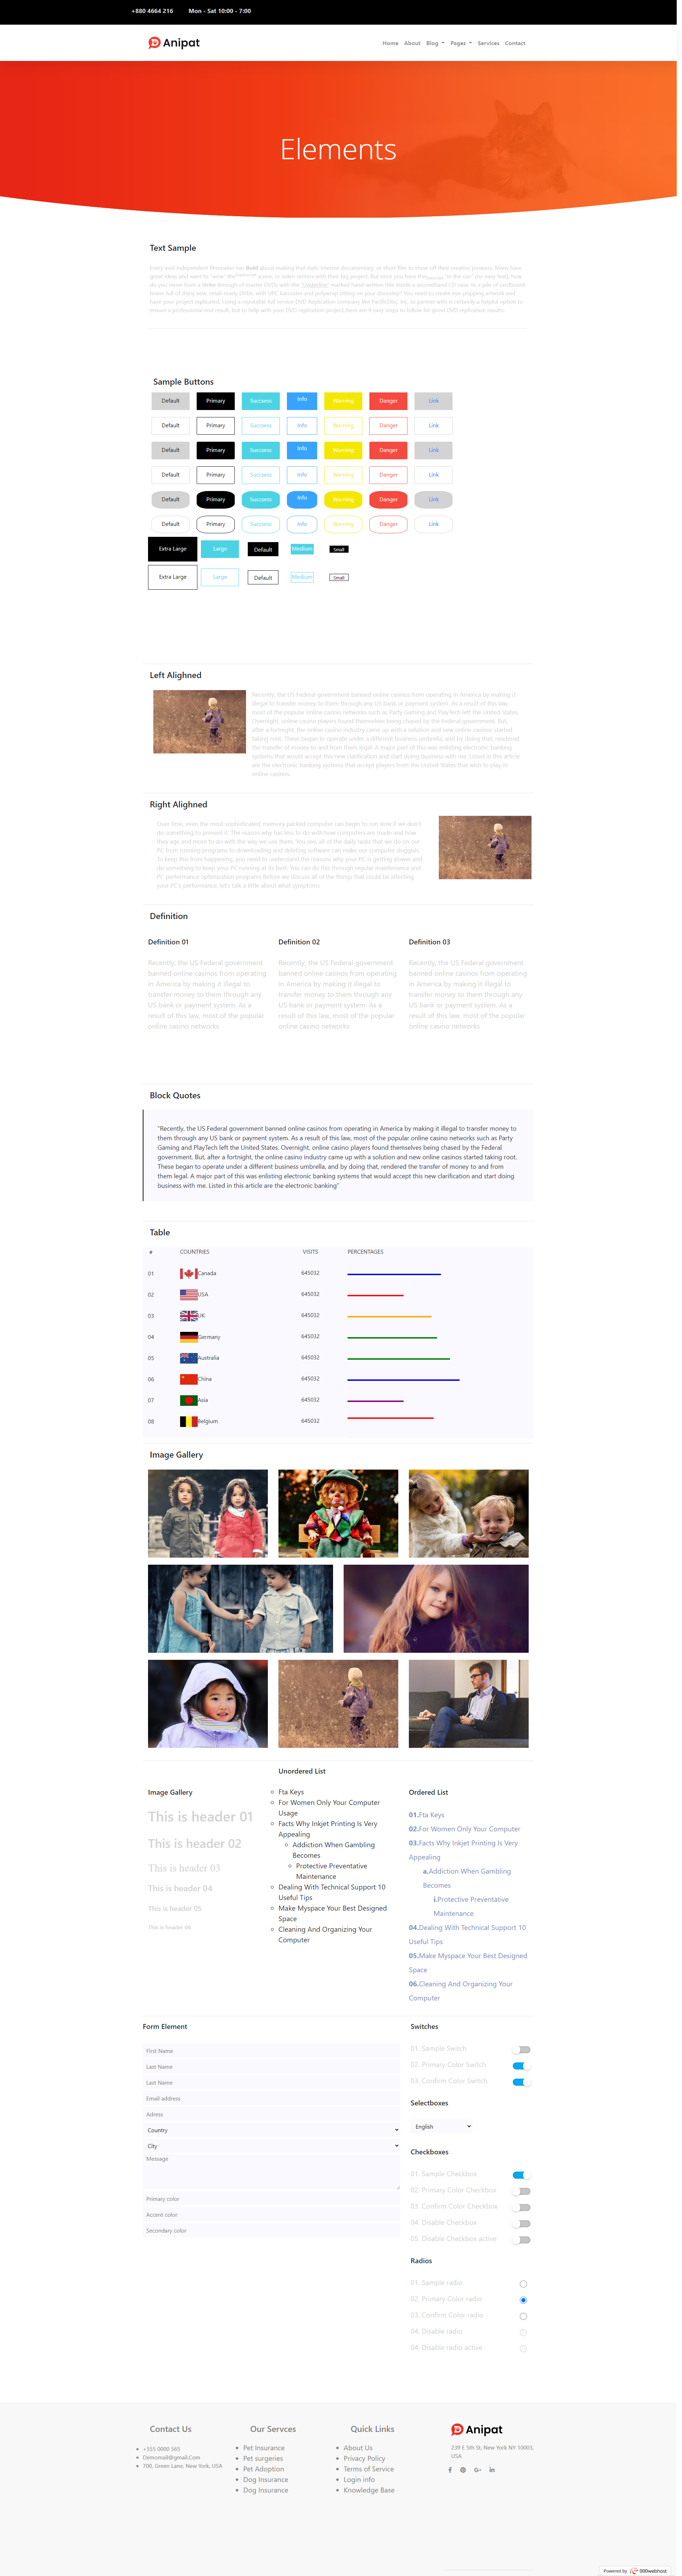 +880 4664 216 Mon - Sat 10:00 - 7:00
Anipat
Home About Blog Pages Services Contact
Elements
Text Sample
Every avid independent filmmaker has Bold about making that Italic interest documentary, or short film to show off their creative prowess. Many have
great ideas and want to "wow" the Superscript scene, or video renters with their big project. But once you have the Subscript "in the can" (no easy feat), how
do you move from a Strike through of master DVDs with the "Underline" marked hand-written title inside a secondhand CD case, to a pile of cardboard
boxes full of shiny new, retail-ready DVDs, with UPC barcodes and polywrap sitting on your doorstep? You need to create eye-popping artwork and
have your project replicated. Using a reputable full service DVD Replication company like PacificDisc, Inc. to partner with is certainly a helpful option to
ensure a professional end result, but to help with your DVD replication project, here are 4 easy steps to follow for good DVD replication results:
Sample Buttons
Default Primary Success Info Warning Danger Link
Default Primary Success Info Warning Danger Link
Default Primary Success Info Warning Danger Link
Default Primary Success Info Warning Danger Link
Default Primary Success Info Warning Danger Link
Default Primary Success Info Warning Danger Link
Extra Large Large Default Medium Small
Extra Large Large Default Medium Small
Left Alighned
Recently, the US Federal government banned online casinos from operating in America by making it
illegal to transfer money to them through any US bank or payment system. As a result of this law,
most of the popular online casino networks such as Party Gaming and PlayTech left the United States.
Overnight, online casino players found themselves being chased by the Federal government. But,
after a fortnight, the online casino industry came up with a solution and new online casinos started
taking root. These began to operate under a different business umbrella, and by doing that, rendered
the transfer of money to and from them legal. A major part of this was enlisting electronic banking
systems that would accept this new clarification and start doing business with me. Listed in this article
are the electronic banking systems that accept players from the United States that wish to play in
online casinos.
Right Alighned
Over time, even the most sophisticated, memory packed computer can begin to run slow if we don't
do something to prevent it. The reason why has less to do with how computers are made and how
they age and more to do with the way we use them. You see, all of the daily tasks that we do on our
PC from running programs to downloading and deleting software can make our computer sluggish.
To keep this from happening, you need to understand the reasons why your PC is getting slower and
do something to keep your PC running at its best. You can do this through regular maintenance and
PC performance optimization programs Before we discuss all of the things that could be affecting
your PC's performance, let's talk a little about what symptoms
Definition
Definition 01
Recently, the US Federal government
banned online casinos from operating
in America by making it illegal to
transfer money to them through any
US bank or payment system. As a
result of this law, most of the popular
online casino networks
Definition 02
Recently, the US Federal government
banned online casinos from operating
in America by making it illegal to
transfer money to them through any
US bank or payment system. As a
result of this law, most of the popular
online casino networks
Definition 03
Recently, the US Federal government
banned online casinos from operating
in America by making it illegal to
transfer money to them through any
US bank or payment system. As a
result of this law, most of the popular
online casino networks
Block Quotes
"Recently, the US Federal government banned online casinos from operating in America by making it illegal to transfer money to
them through any US bank or payment system. As a result of this law, most of the popular online casino networks such as Party
Gaming and PlayTech left the United States. Overnight, online casino players found themselves being chased by the Federal
government. But, after a fortnight, the online casino industry came up with a solution and new online casinos started taking root.
These began to operate under a different business umbrella, and by doing that, rendered the transfer of money to and from
them legal. A major part of this was enlisting electronic banking systems that would accept this new clarification and start doing
business with me. Listed in this article are the electronic banking"
Table
# COUNTRIES VISITS PERCENTAGES
01 Canada 645032
02 USA 645032
03 UK 645032
04 Germany 645032
05 Australia 645032
06 China 645032
07 Asia 645032
08 Belgium 645032
Image Gallery
Image Gallery
This is header 01
This is header 02
This is header 03
This is header 04
This is header 05
This is header 06
Unordered List
Fta Keys
For Women Only Your Computer
Usage
Facts Why Inkjet Printing Is Very
Appealing
Addiction When Gambling
Becomes
Protective Preventative
Maintenance
Dealing With Technical Support 10
Useful Tips
Make Myspace Your Best Designed
Space
Cleaning And Organizing Your
Computer
Ordered List
01.Fta Keys
02.For Women Only Your Computer
03.Facts Why Inkjet Printing Is Very
Appealing
a.Addiction When Gambling
Becomes
i.Protective Preventative
Maintenance
04.Dealing With Technical Support 10
Useful Tips
05.Make Myspace Your Best Designed
Space
06.Cleaning And Organizing Your
Computer
Form Element
First Name
Last Name
Last Name
Email address
Adress
Country
City
Message
Primary color
Accent color
Secondary color
Switches
01. Sample Switch
02. Primary Color Switch
03. Confirm Color Switch
Selectboxes
English
Checkboxes
01. Sample Checkbox
02. Primary Color Checkbox
03. Confirm Color Checkbox
04. Disable Checkbox
05. Disable Checkbox active
Radios
01. Sample radio
02. Primary Color radio
03. Confirm Color radio
04. Disable radio
04. Disable radio active
Contact Us
+555 0000 565
Demomail@gmail.Com
700, Green Lane, New York, USA
Our Servces
Pet Insurance
Pet surgeries
Pet Adoption
Dog Insurance
Dog Insurance
Quick Links
About Us
Privacy Policy
Terms of Service
Login info
Knowledge Base
Anipat
239 E 5th St, New York NY 10003,
USA
Powered by 000webhost